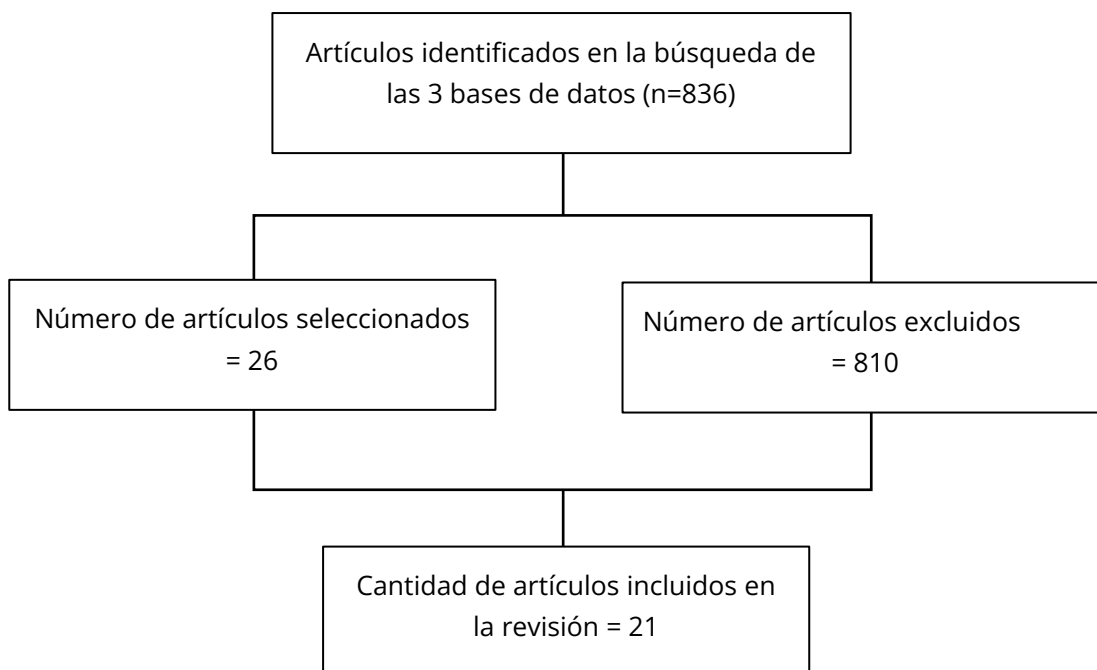 Artículos identificados en la búsqueda de
las 3 bases de datos (n=836)
Número de artículos seleccionados
= 26
Número de artículos excluidos
= 810
Cantidad de artículos incluidos en
la revisión = 21